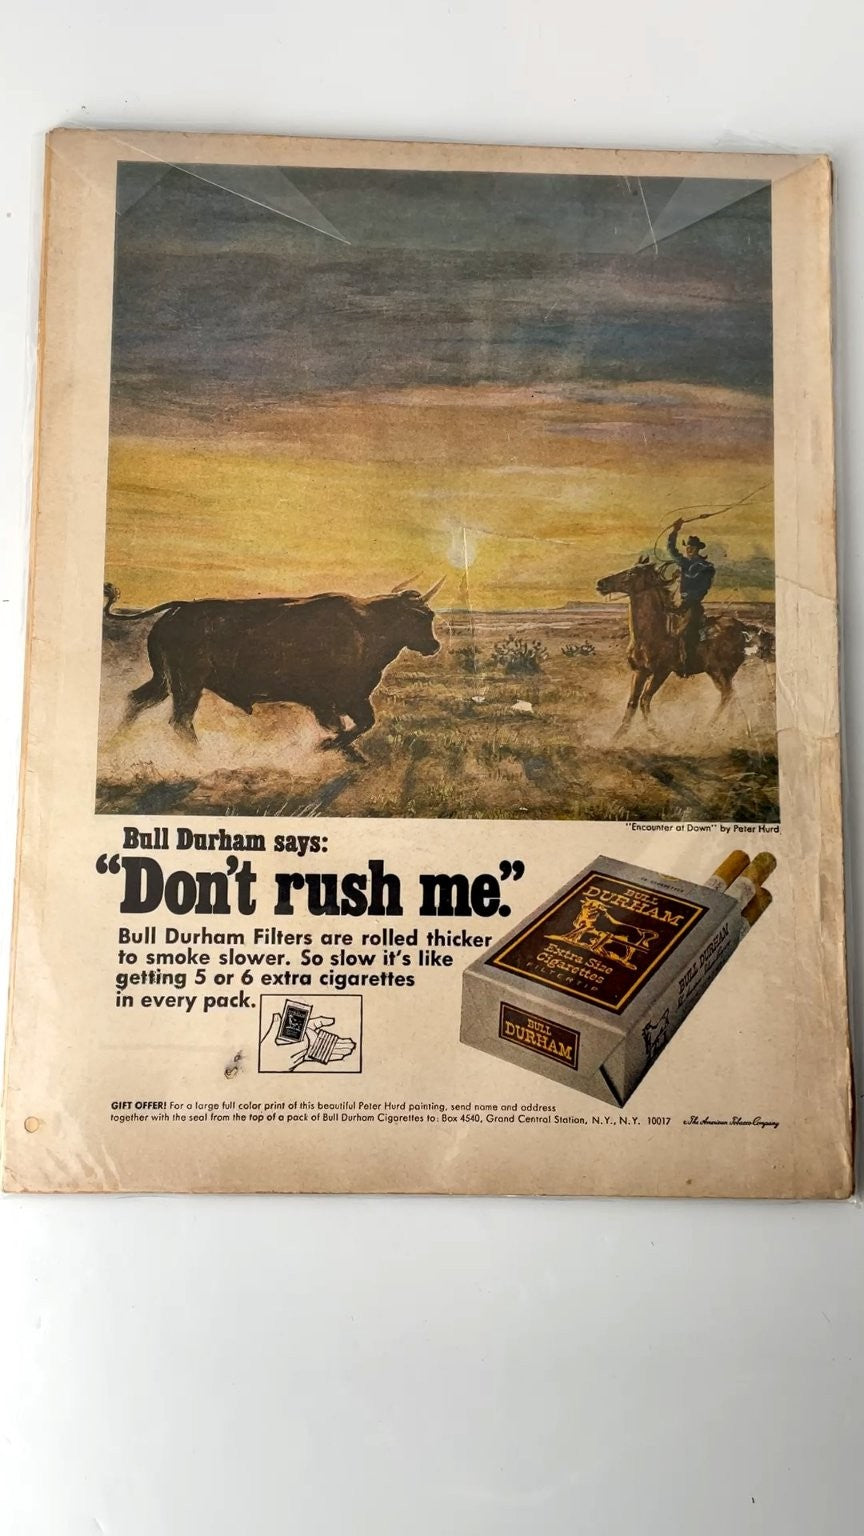 "Encounter at Dawn" by Peter Hurd
Bull Durham says:
"Don't rush me."
Bull Durham Filters are rolled thicker
to smoke slower. So slow it's like
getting 5 or 6 extra cigarettes
in every pack.
BULL
DURHAM
Extra Size
Cigarettes
FILTER TIP
BULL
DURHAM
BULL DURHAM
GIFT OFFER! For a large full color print of this beautiful Peter Hurd painting, send name and address
together with the seal from the top of a pack of Bull Durham Cigarettes to: Box 4540, Grand Central Station, N.Y., N.Y. 10017
© The American Tobacco Company